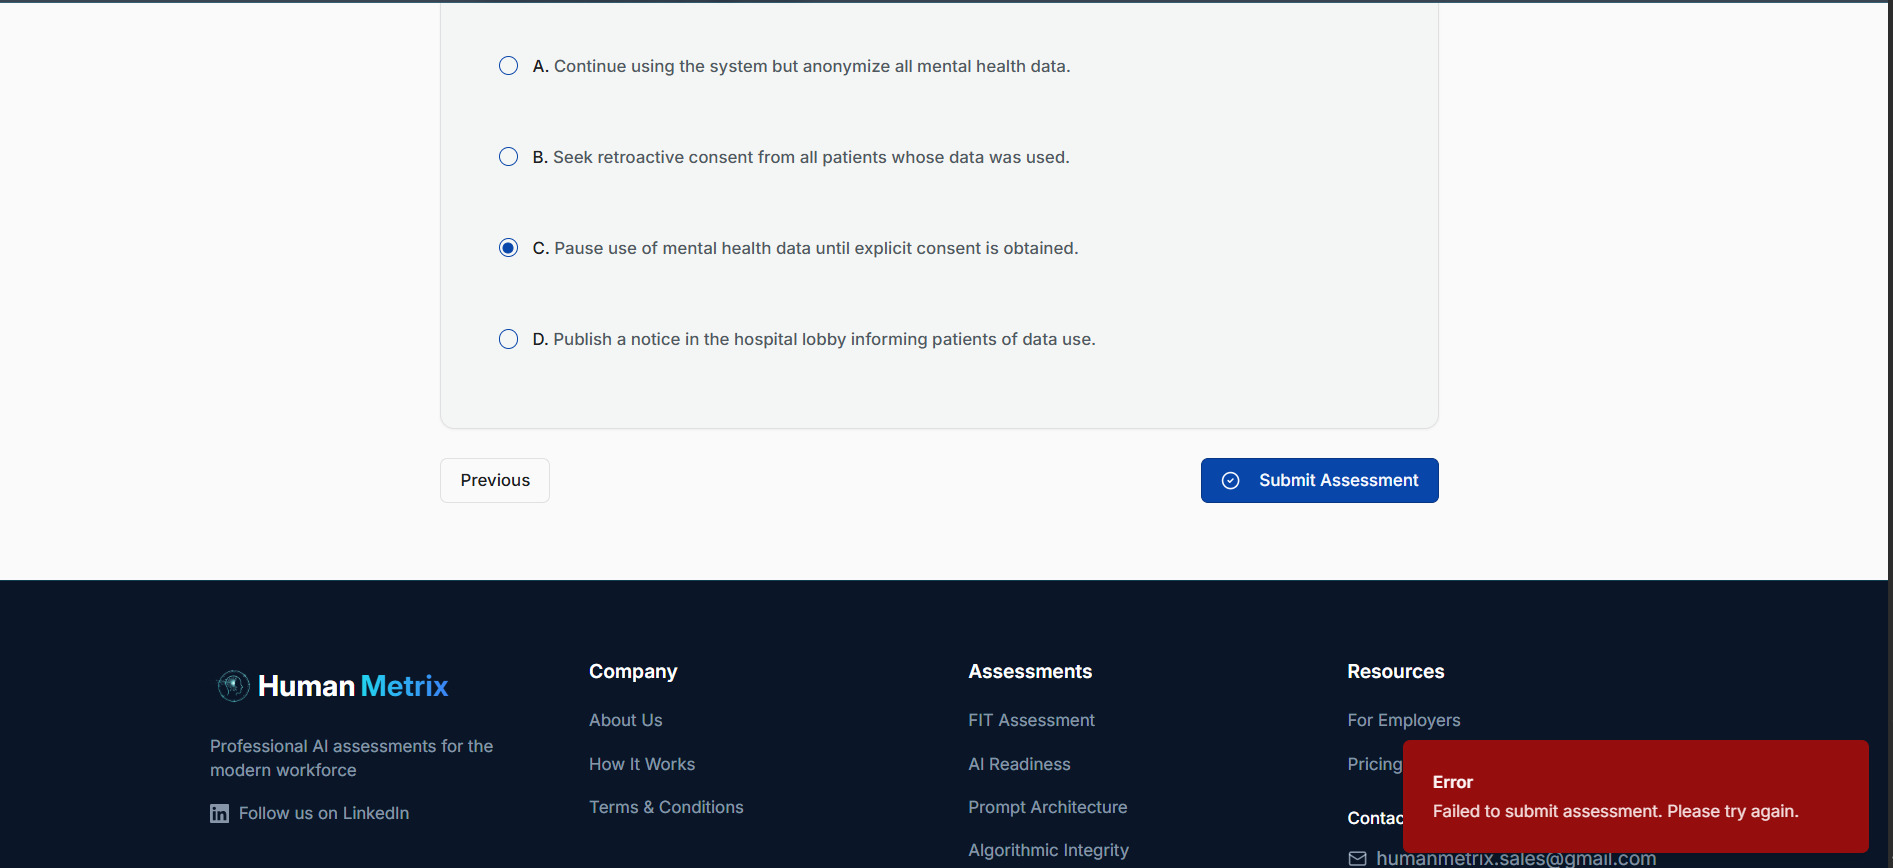 A. Continue using the system but anonymize all mental health data.
B. Seek retroactive consent from all patients whose data was used.
C. Pause use of mental health data until explicit consent is obtained.
D. Publish a notice in the hospital lobby informing patients of data use.
Previous
Submit Assessment
Human Metrix
Professional AI assessments for the
modern workforce
Follow us on LinkedIn
Company
About Us
How It Works
Terms & Conditions
Assessments
FIT Assessment
AI Readiness
Prompt Architecture
Algorithmic Integrity
Resources
For Employers
Pricing
Contac
humanmetrix.sales@gmail.com
Error
Failed to submit assessment. Please try again.